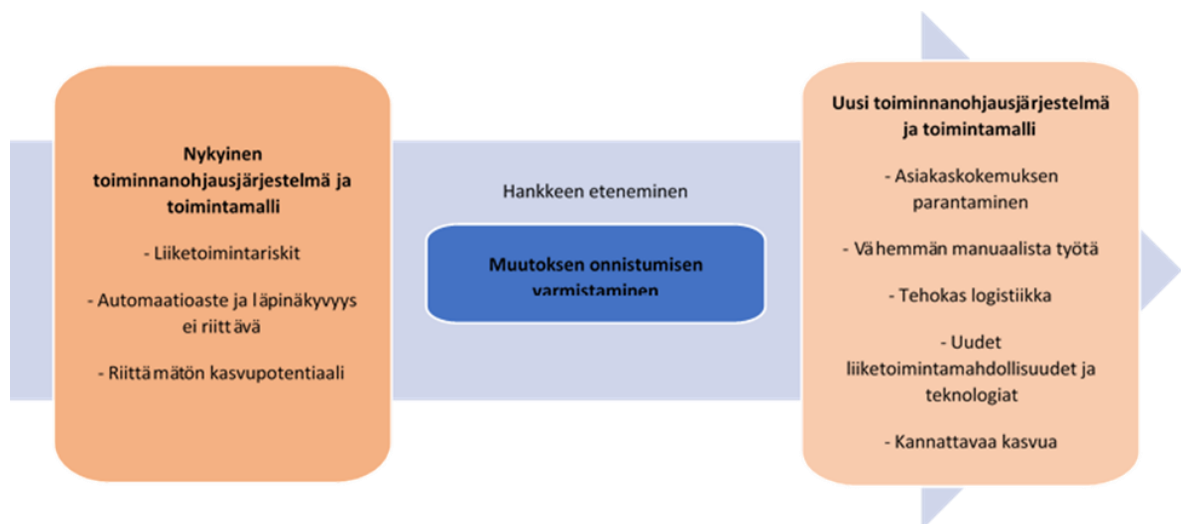 Nykyinen
toiminnanohjausjärjestelmä ja
toimintamalli
- Liiketoimintariskit
- Automaatioaste ja läpinäkyvyys
ei riittävä
- Riittämätön kasvupotentiaali
Hankkeen eteneminen
Muutoksen onnistumisen
varmistaminen
Uusi toiminnanohjausjärjestelmä
ja toimintamalli
- Asiakaskokemuksen
parantaminen
- Vähemmän manuaalista työtä
- Tehokas logistiikka
- Uudet
liiketoimintamahdollisuudet ja
teknologiat
- Kannattavaa kasvua